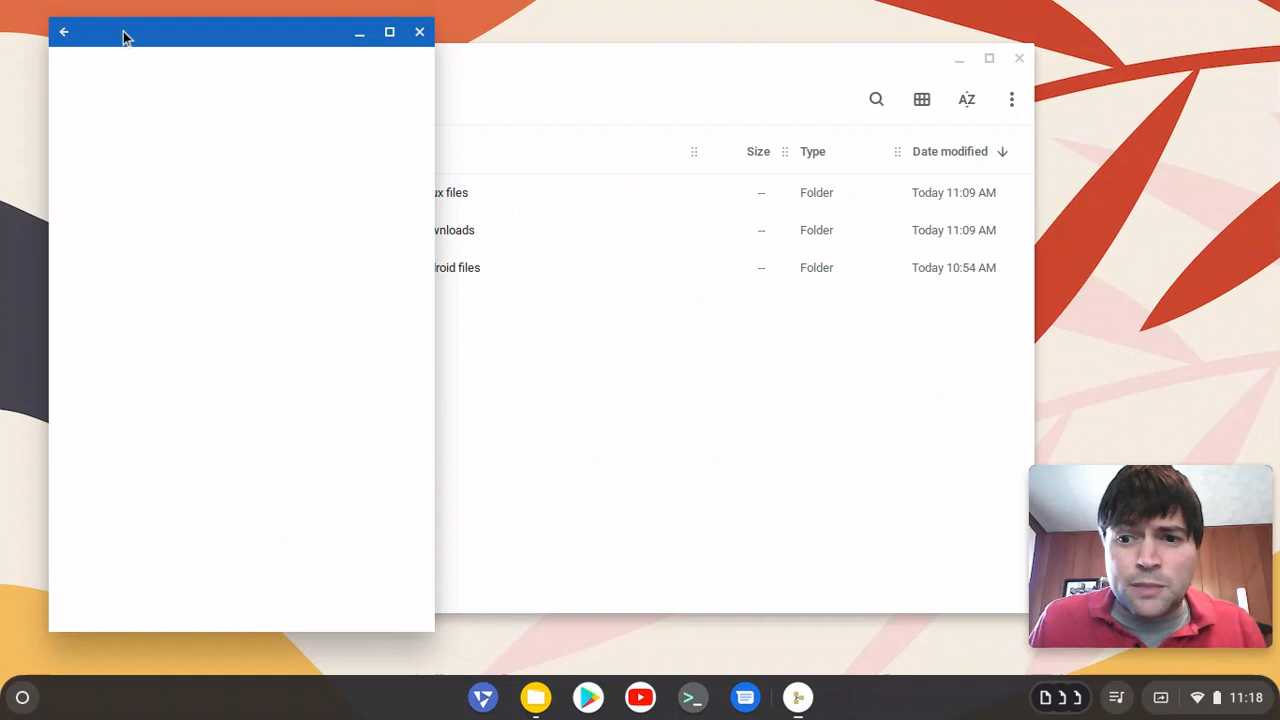 Size Type Date modified
ux files -- Folder Today 11:09 AM
wnloads -- Folder Today 11:09 AM
roid files -- Folder Today 10:54 AM
11:18